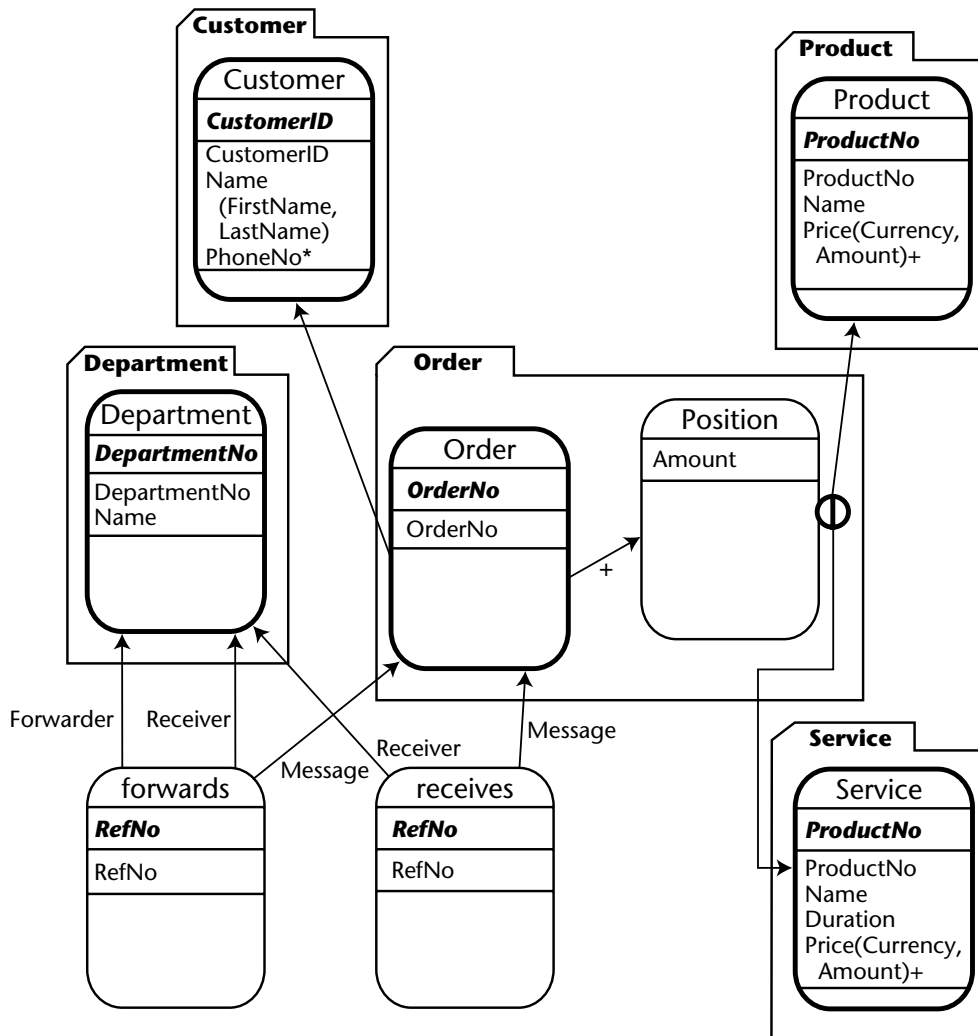 Customer
Customer
CustomerID
CustomerID
Name
(FirstName,
LastName)
PhoneNo*
Product
Product
ProductNo
ProductNo
Name
Price(Currency,
Amount)+
Department
Department
DepartmentNo
DepartmentNo
Name
Order
Order
OrderNo
OrderNo
Position
Amount
+
Forwarder
Receiver
Message
Receiver
Message
forwards
RefNo
RefNo
receives
RefNo
RefNo
Service
Service
ProductNo
ProductNo
Name
Duration
Price(Currency,
Amount)+